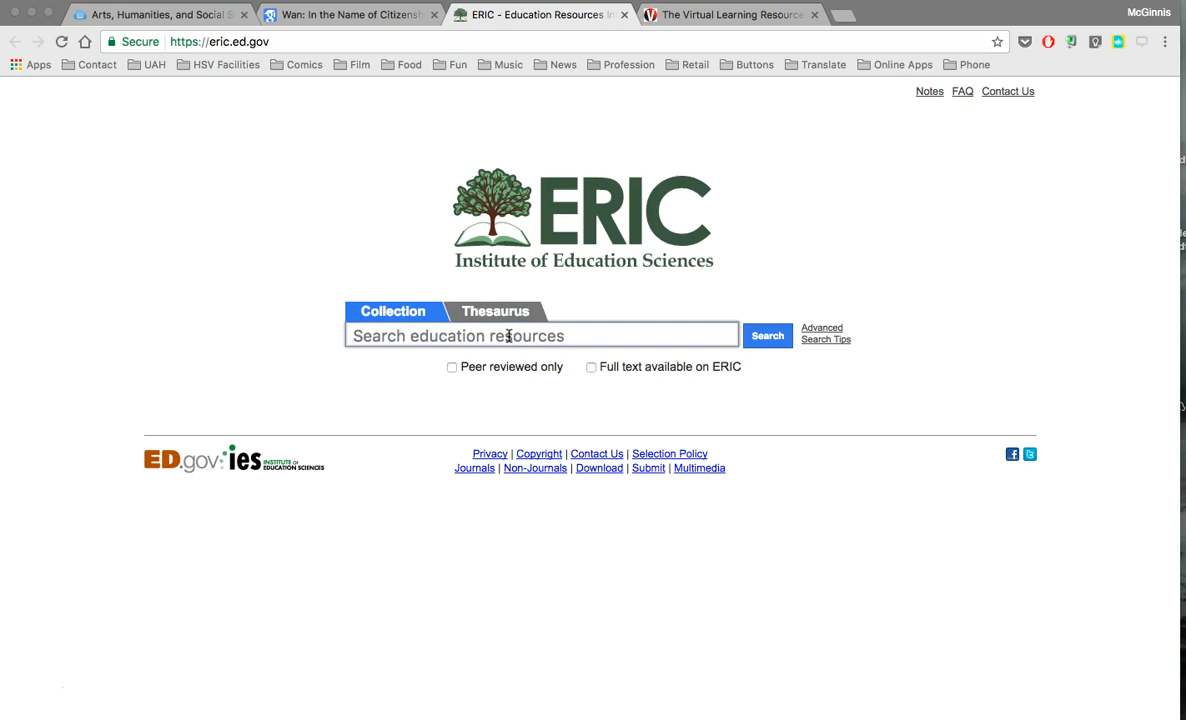 Arts, Humanities, and Social S
Wan: In the Name of Citizensh
ERIC - Education Resources In
The Virtual Learning Resource
McGinnis
Secure https://eric.ed.gov
Apps Contact UAH HSV Facilities Comics Film Food Fun Music News Profession Retail Buttons Translate Online Apps Phone
Notes FAQ Contact Us
ERIC
Institute of Education Sciences
Collection Thesaurus
Search education resources
Search
Advanced
Search Tips
Peer reviewed only Full text available on ERIC
ED.gov ies INSTITUTE OF EDUCATION SCIENCES
Privacy | Copyright | Contact Us | Selection Policy
Journals | Non-Journals | Download | Submit | Multimedia